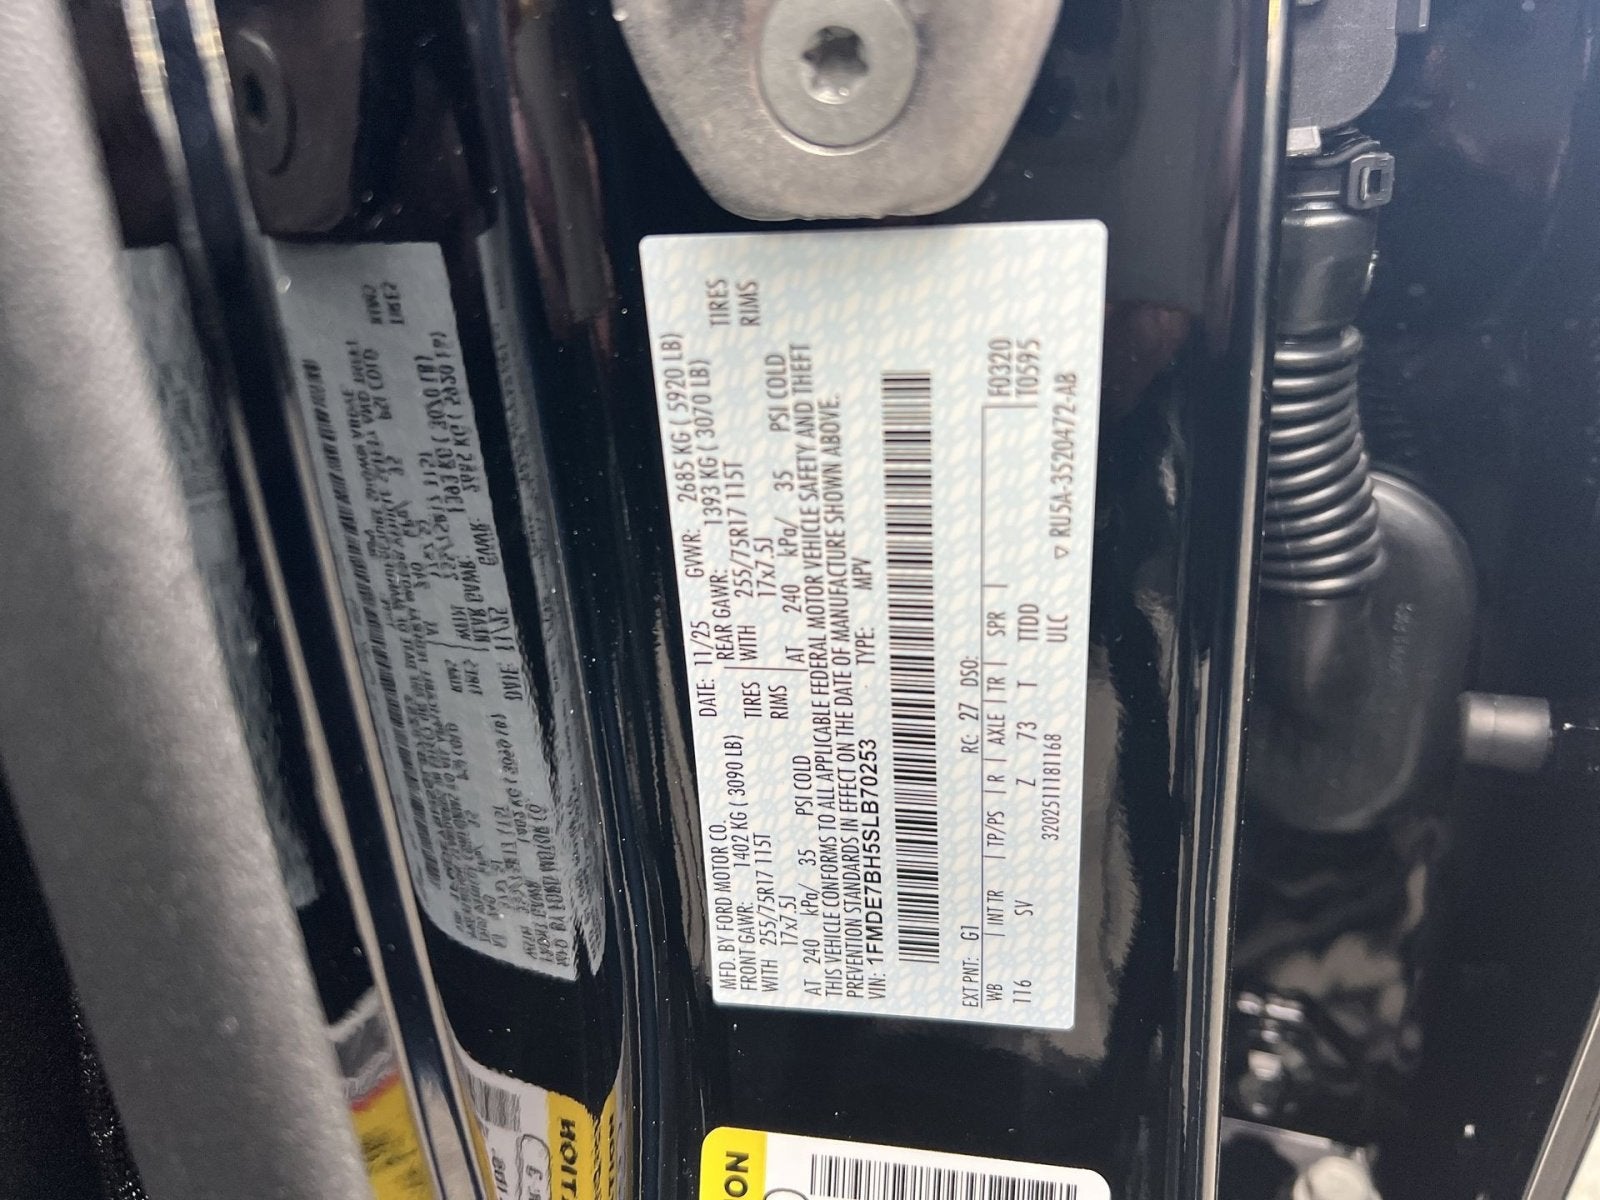 MFD. BY FORD MOTOR CO.
DATE: 11/25 GVWR: 2685 KG ( 5920 LB)
FRONT GAWR: 1402 KG ( 3090 LB) REAR GAWR: 1393 KG ( 3070 LB)
WITH 255/75R17 115T TIRES WITH 255/75R17 115T TIRES
17x7.5J RIMS 17x7.5J RIMS
AT 240 kPa/ 35 PSI COLD AT 240 kPa/ 35 PSI COLD
THIS VEHICLE CONFORMS TO ALL APPLICABLE FEDERAL MOTOR VEHICLE SAFETY AND THEFT
PREVENTION STANDARDS IN EFFECT ON THE DATE OF MANUFACTURE SHOWN ABOVE.
VIN: 1FMDE7BH5SLB70253 TYPE: MPV
EXT PNT: G1 RC: 27 DSO:
WB INT TR TP/PS R AXLE TR SPR F0320
116 SV Z 73 T TTDD T0595
320251118168 ULC ▽ RU5A-3520472-AB